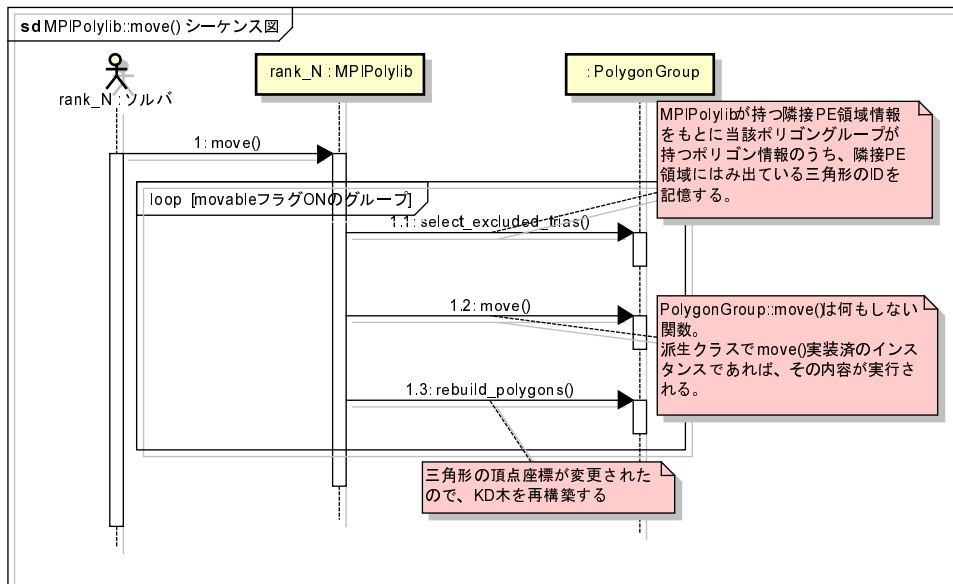 sd MPIPolylib::move() シーケンス図
rank_N : ソルバ
rank_N : MPIPolylib
: PolygonGroup
MPIPolylibが持つ隣接PE領域情報
をもとに当該ポリゴングループが
持つポリゴン情報のうち、隣接PE
領域にはみ出ている三角形のIDを
記憶する。
1: move()
loop [movableフラグONのグループ]
1.1: select_excluded_trias()
1.2: move()
PolygonGroup::move()は何もしない
関数。
派生クラスでmove()実装済のインス
タンスであれば、その内容が実行さ
れる。
1.3: rebuild_polygons()
三角形の頂点座標が変更された
ので、KD木を再構築する